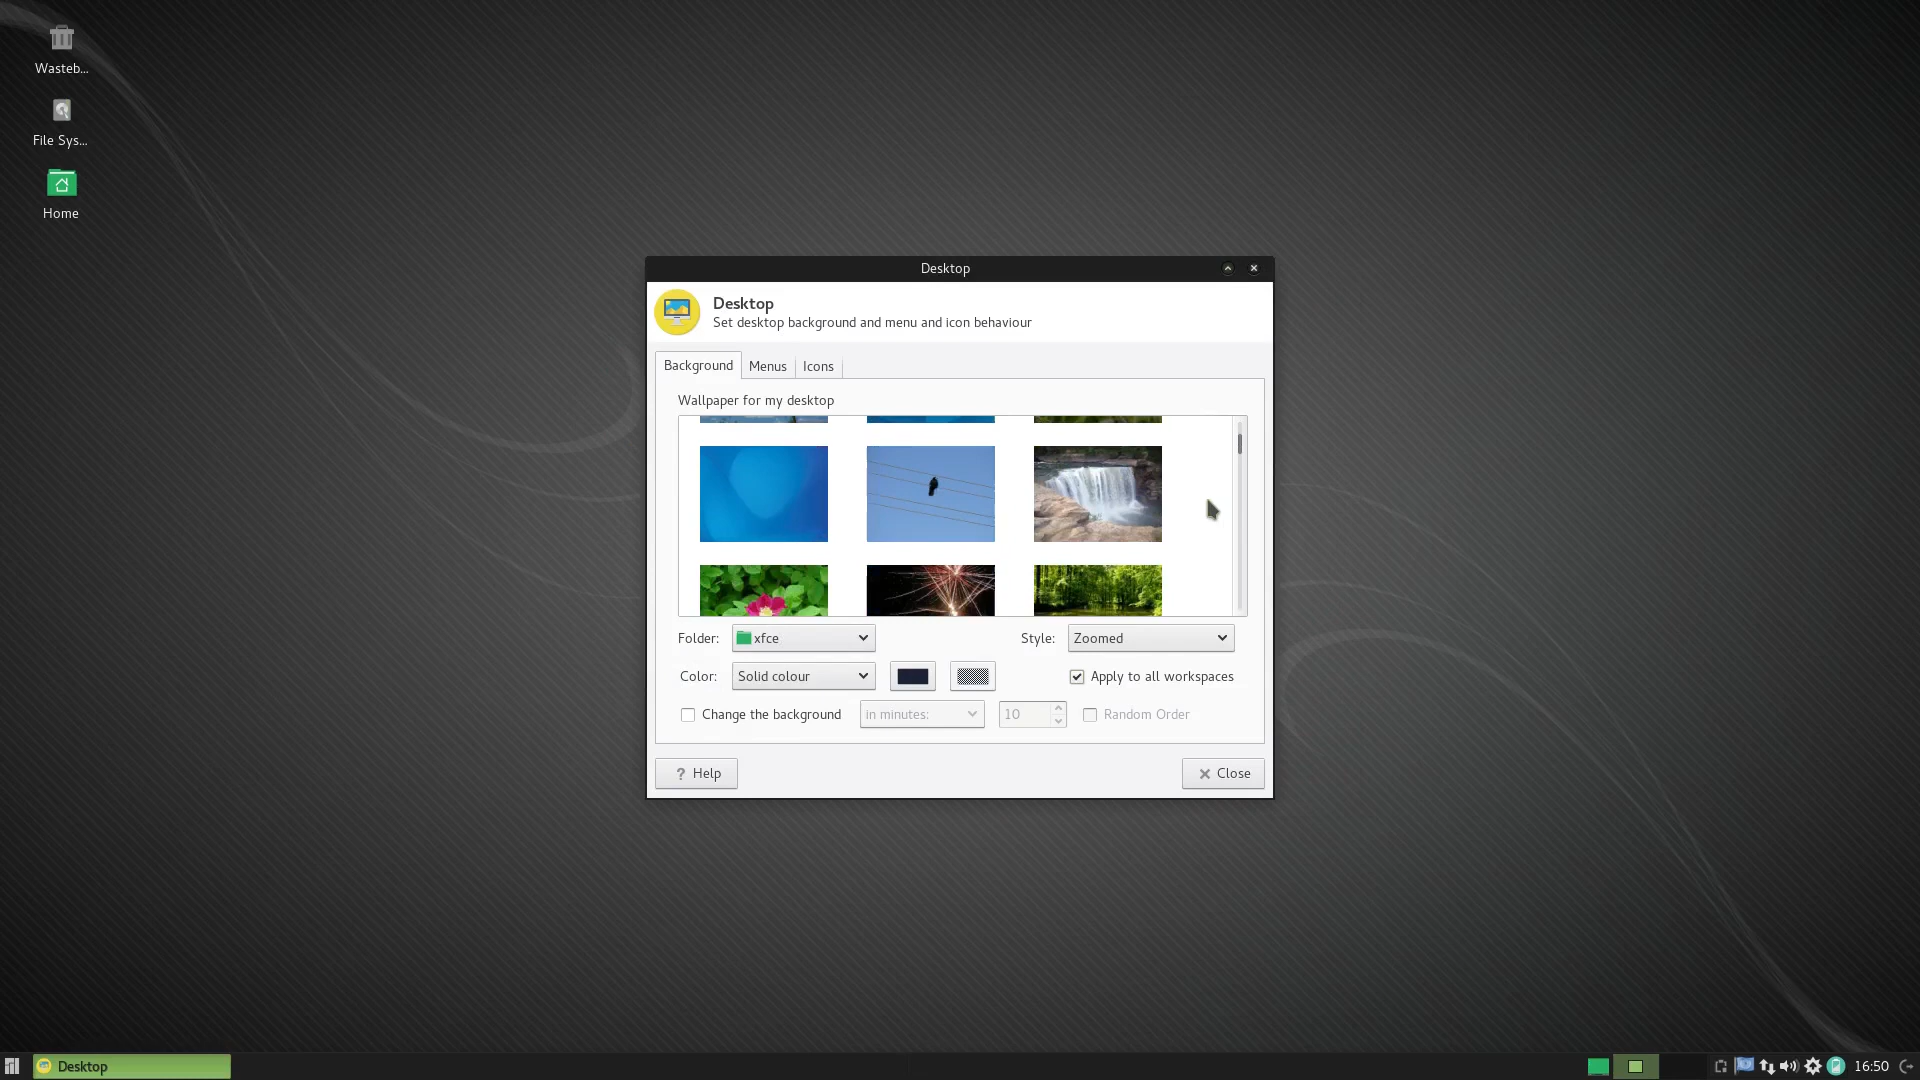 Wasteb...
File Sys...
Home
Desktop
Desktop
Set desktop background and menu and icon behaviour
Background Menus Icons
Wallpaper for my desktop
Folder: xfce Style: Zoomed
Color: Solid colour Apply to all workspaces
Change the background in minutes: 10 Random Order
? Help Close
Desktop 16:50